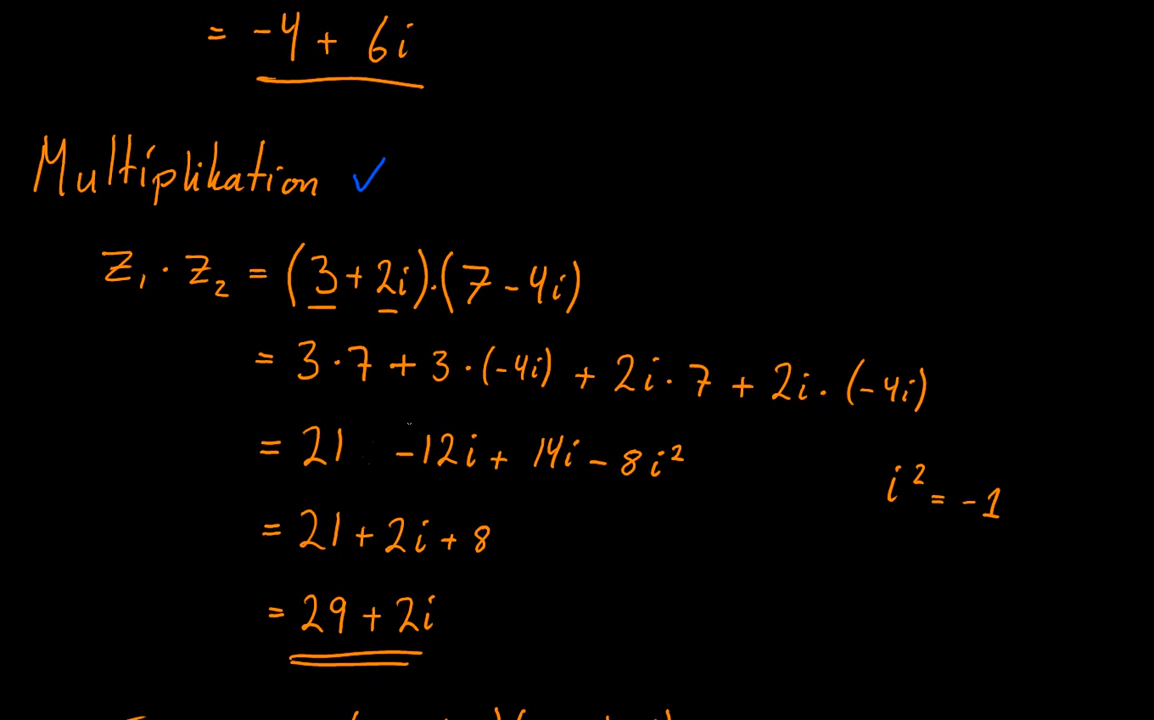 = -4 + 6i
Multiplikation ✓
Z₁ · Z₂ = (3 + 2i)·(7 - 4i)
= 3 · 7 + 3 · (-4i) + 2i · 7 + 2i · (-4i)
= 21 -12i + 14i - 8i²
i² = -1
= 21 + 2i + 8
= 29 + 2i